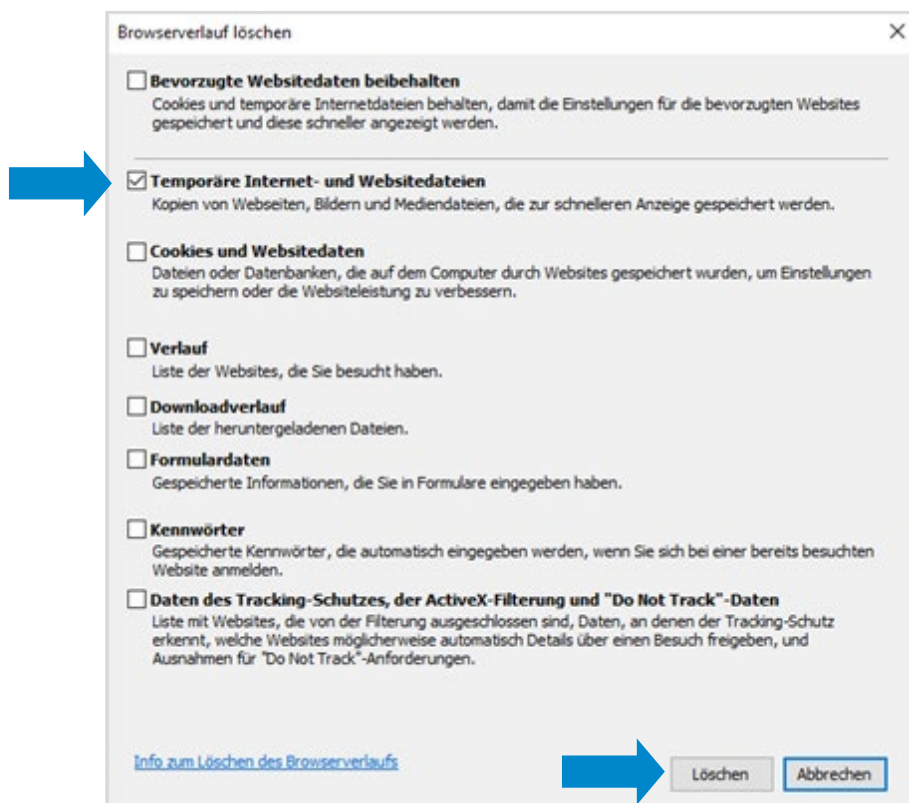 Browserverlauf löschen
Bevorzugte Websitedaten beibehalten
Cookies und temporäre Internetdateien behalten, damit die Einstellungen für die bevorzugten Websites
gespeichert und diese schneller angezeigt werden.
Temporäre Internet- und Websitedateien
Kopien von Webseiten, Bildern und Mediendateien, die zur schnelleren Anzeige gespeichert werden.
Cookies und Websitedaten
Dateien oder Datenbanken, die auf dem Computer durch Websites gespeichert wurden, um Einstellungen
zu speichern oder die Websiteleistung zu verbessern.
Verlauf
Liste der Websites, die Sie besucht haben.
Downloadverlauf
Liste der heruntergeladenen Dateien.
Formulardaten
Gespeicherte Informationen, die Sie in Formulare eingegeben haben.
Kennwörter
Gespeicherte Kennwörter, die automatisch eingegeben werden, wenn Sie sich bei einer bereits besuchten
Website anmelden.
Daten des Tracking-Schutzes, der ActiveX-Filterung und "Do Not Track"-Daten
Liste mit Websites, die von der Filterung ausgeschlossen sind, Daten, an denen der Tracking-Schutz
erkennt, welche Websites möglicherweise automatisch Details über einen Besuch freigeben, und
Ausnahmen für "Do Not Track"-Anforderungen.
Info zum Löschen des Browserverlaufs
Löschen Abbrechen